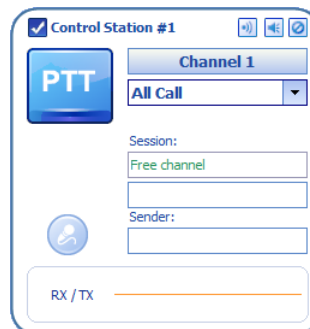 Control Station #1
PTT
Channel 1
All Call
Session:
Free channel
Sender:
RX / TX